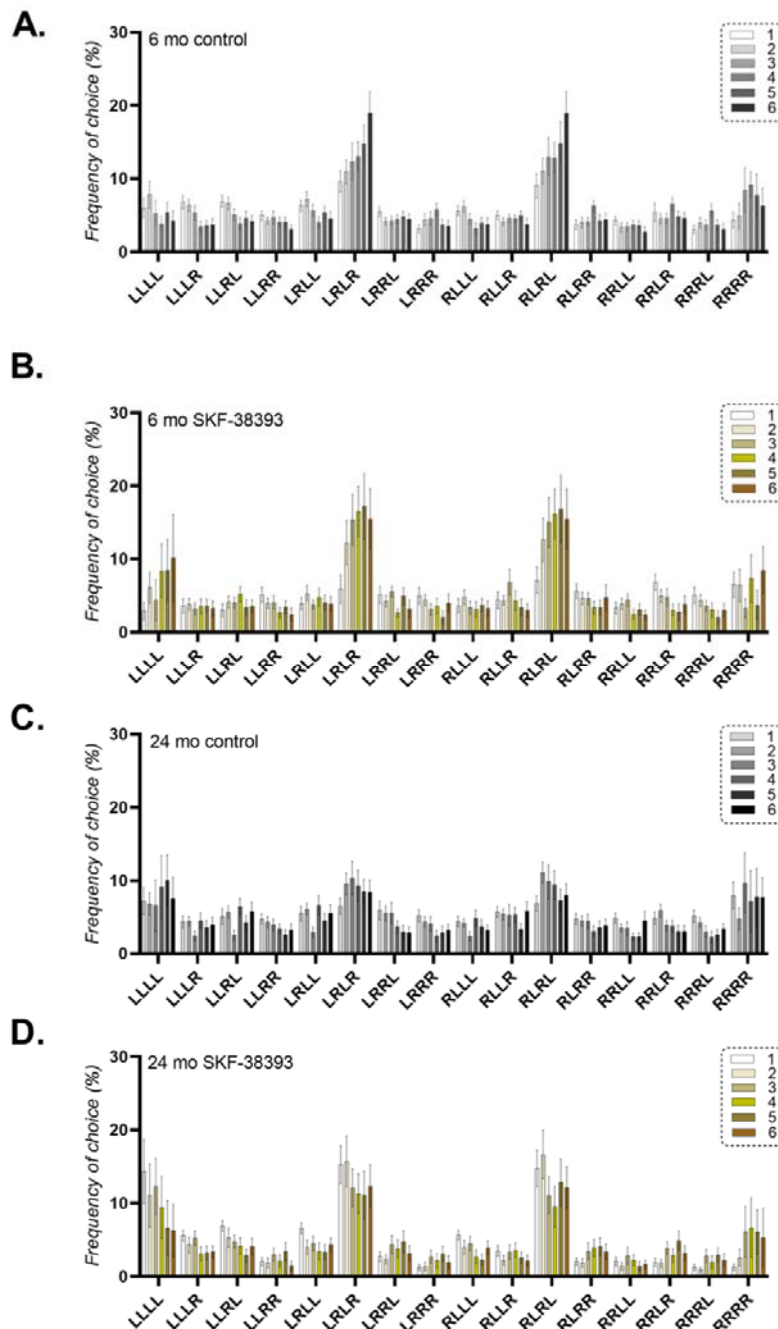 A.
6 mo control
Frequency of choice (%)
30
20
10
0
1
2
3
4
5
6
LLLL LLLR LLRL LLRR LRLL LRLR LRRL LRRR RLLL RLLR RLRL RLRR RRLL RRLR RRRL RRRR
B.
6 mo SKF-38393
Frequency of choice (%)
30
20
10
0
1
2
3
4
5
6
LLLL LLLR LLRL LLRR LRLL LRLR LRRL LRRR RLLL RLLR RLRL RLRR RRLL RRLR RRRL RRRR
C.
24 mo control
Frequency of choice (%)
30
20
10
0
1
2
3
4
5
6
LLLL LLLR LLRL LLRR LRLL LRLR LRRL LRRR RLLL RLLR RLRL RLRR RRLL RRLR RRRL RRRR
D.
24 mo SKF-38393
Frequency of choice (%)
30
20
10
0
1
2
3
4
5
6
LLLL LLLR LLRL LLRR LRLL LRLR LRRL LRRR RLLL RLLR RLRL RLRR RRLL RRLR RRRL RRRR